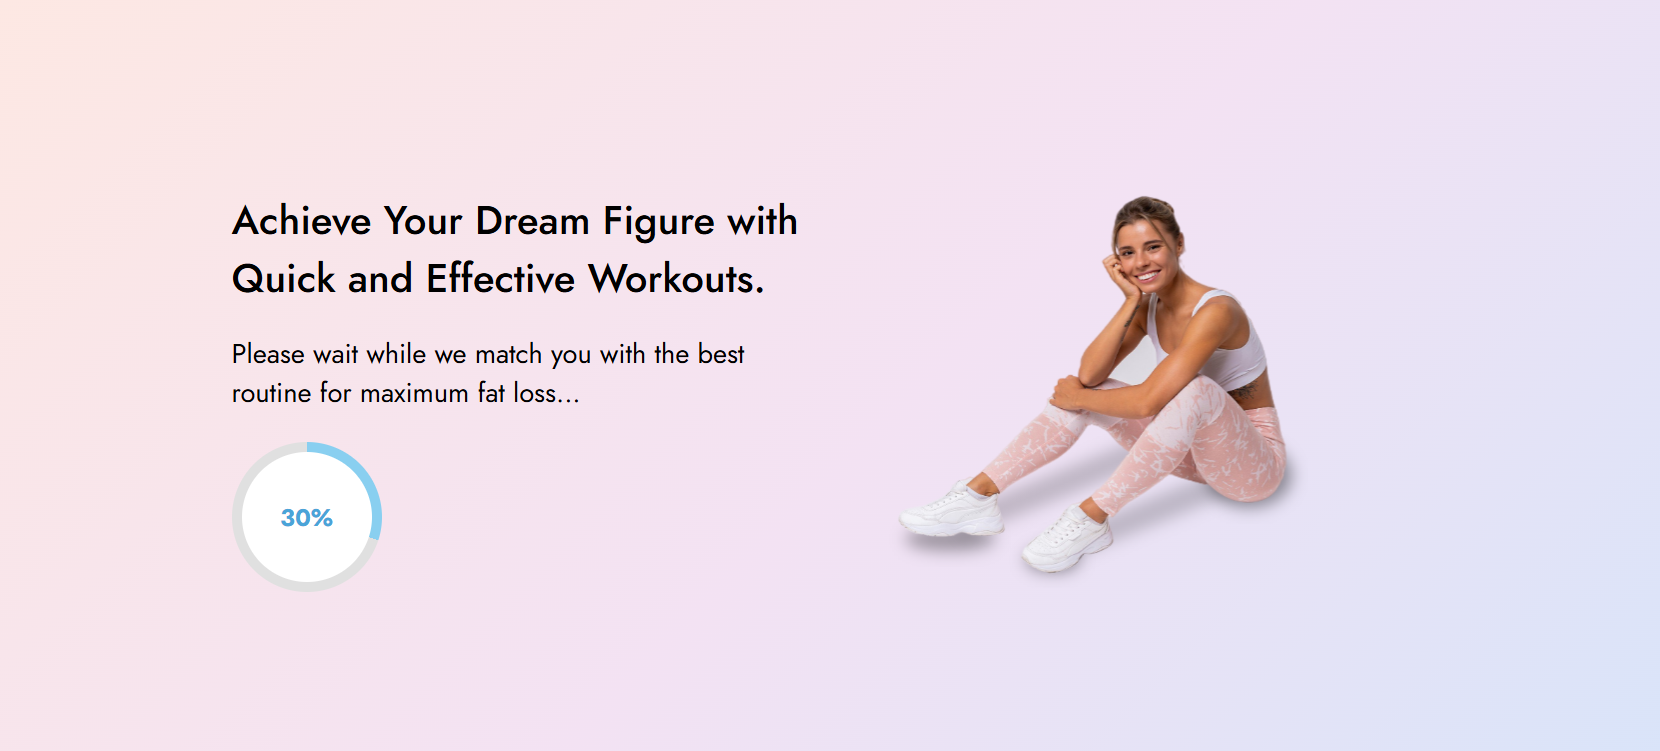 Achieve Your Dream Figure with
Quick and Effective Workouts.
Please wait while we match you with the best
routine for maximum fat loss...
30%